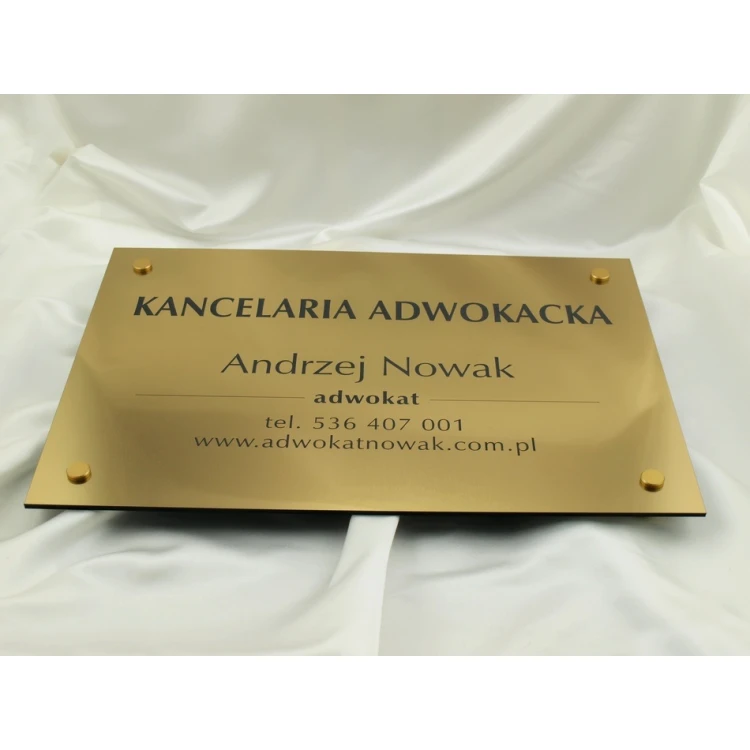 KANCELARIA ADWOKACKA
Andrzej Nowak
adwokat
tel. 536 407 001
www.adwokatnowak.com.pl